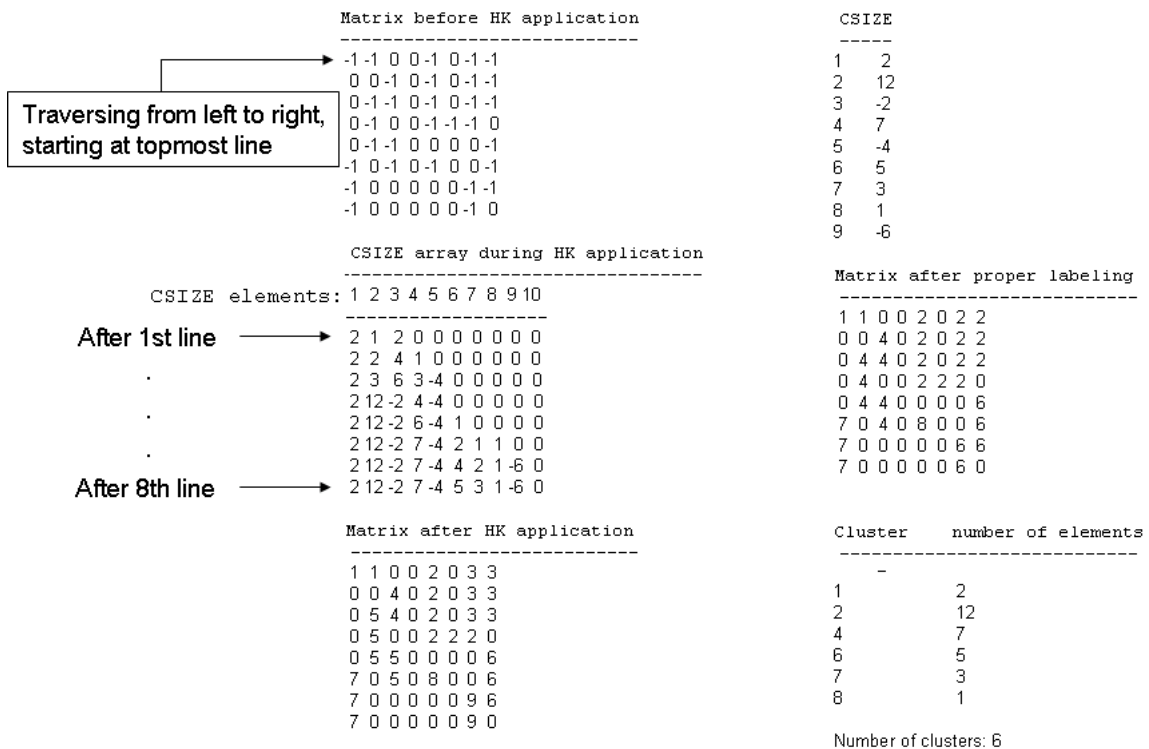 Matrix before HK application
----------------------------
-1 -1 0 0 -1 0 -1 -1
0 0 -1 0 -1 0 -1 -1
0 -1 -1 0 -1 0 -1 -1
0 -1 0 0 -1 -1 -1 0
0 -1 -1 0 0 0 0 -1
-1 0 -1 0 -1 0 0 -1
-1 0 0 0 0 0 -1 -1
-1 0 0 0 0 0 -1 0
Traversing from left to right,
starting at topmost line
CSIZE array during HK application
----------------------------------
CSIZE elements: 1 2 3 4 5 6 7 8 9 10
-------------------
After 1st line
2 1 2 0 0 0 0 0 0 0
2 2 4 1 0 0 0 0 0 0
.
2 3 6 3 -4 0 0 0 0 0
2 12 -2 4 -4 0 0 0 0 0
.
2 12 -2 6 -4 1 0 0 0 0
2 12 -2 7 -4 2 1 1 0 0
.
2 12 -2 7 -4 4 2 1 -6 0
After 8th line
2 12 -2 7 -4 5 3 1 -6 0
Matrix after HK application
---------------------------
1 1 0 0 2 0 3 3
0 0 4 0 2 0 3 3
0 5 4 0 2 0 3 3
0 5 0 0 2 2 2 0
0 5 5 0 0 0 0 6
7 0 5 0 8 0 0 6
7 0 0 0 0 0 9 6
7 0 0 0 0 0 9 0
CSIZE
-----
1 2
2 12
3 -2
4 7
5 -4
6 5
7 3
8 1
9 -6
Matrix after proper labeling
----------------------------
1 1 0 0 2 0 2 2
0 0 4 0 2 0 2 2
0 4 4 0 2 0 2 2
0 4 0 0 2 2 2 0
0 4 4 0 0 0 0 6
7 0 4 0 8 0 0 6
7 0 0 0 0 0 6 6
7 0 0 0 0 0 6 0
Cluster number of elements
----------------------------
-
1 2
2 12
4 7
6 5
7 3
8 1
Number of clusters: 6